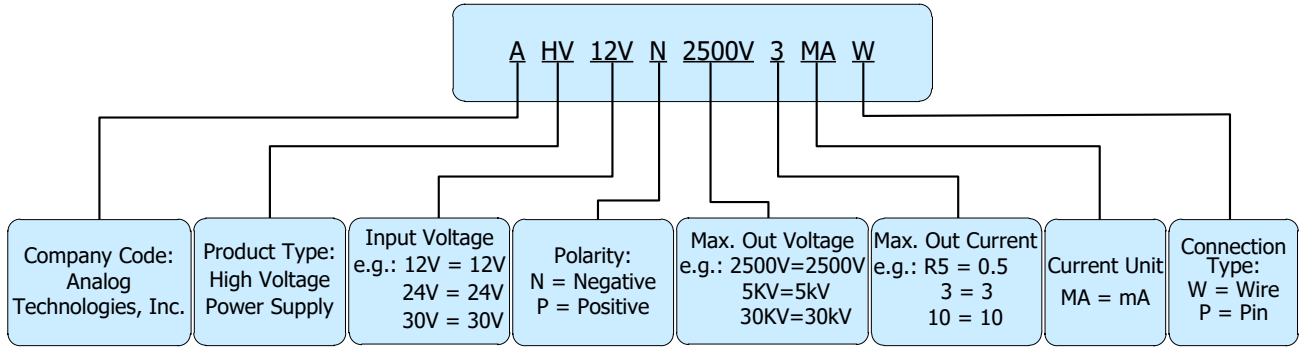 A HV 12V N 2500V 3 MA W
Company Code:
Analog
Technologies, Inc.
Product Type:
High Voltage
Power Supply
Input Voltage
e.g.: 12V = 12V
24V = 24V
30V = 30V
Polarity:
N = Negative
P = Positive
Max. Out Voltage
e.g.: 2500V=2500V
5KV=5kV
30KV=30kV
Max. Out Current
e.g.: R5 = 0.5
3 = 3
10 = 10
Current Unit
MA = mA
Connection
Type:
W = Wire
P = Pin